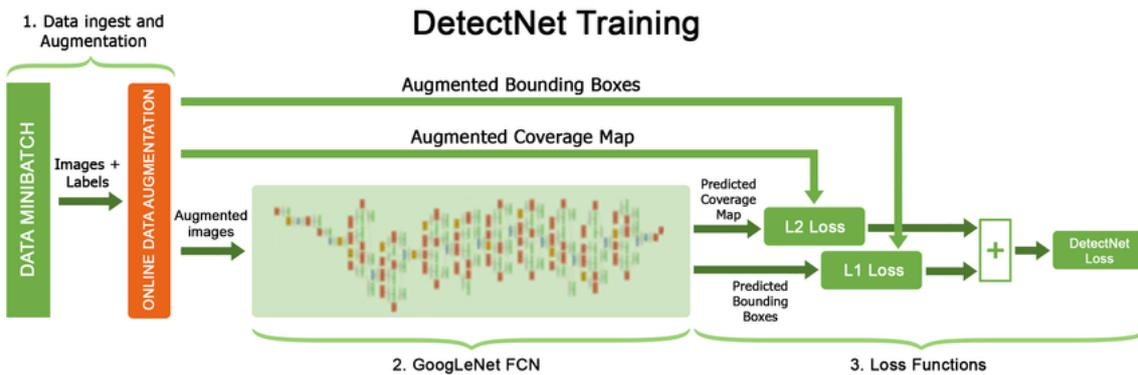 DetectNet Training
1. Data ingest and
Augmentation
DATA MINIBATCH
Images +
Labels
ONLINE DATA AUGMENTATION
Augmented Bounding Boxes
Augmented Coverage Map
Augmented
images
Predicted
Coverage
Map
L2 Loss
L1 Loss
Predicted
Bounding
Boxes
+
DetectNet
Loss
2. GoogLeNet FCN
3. Loss Functions